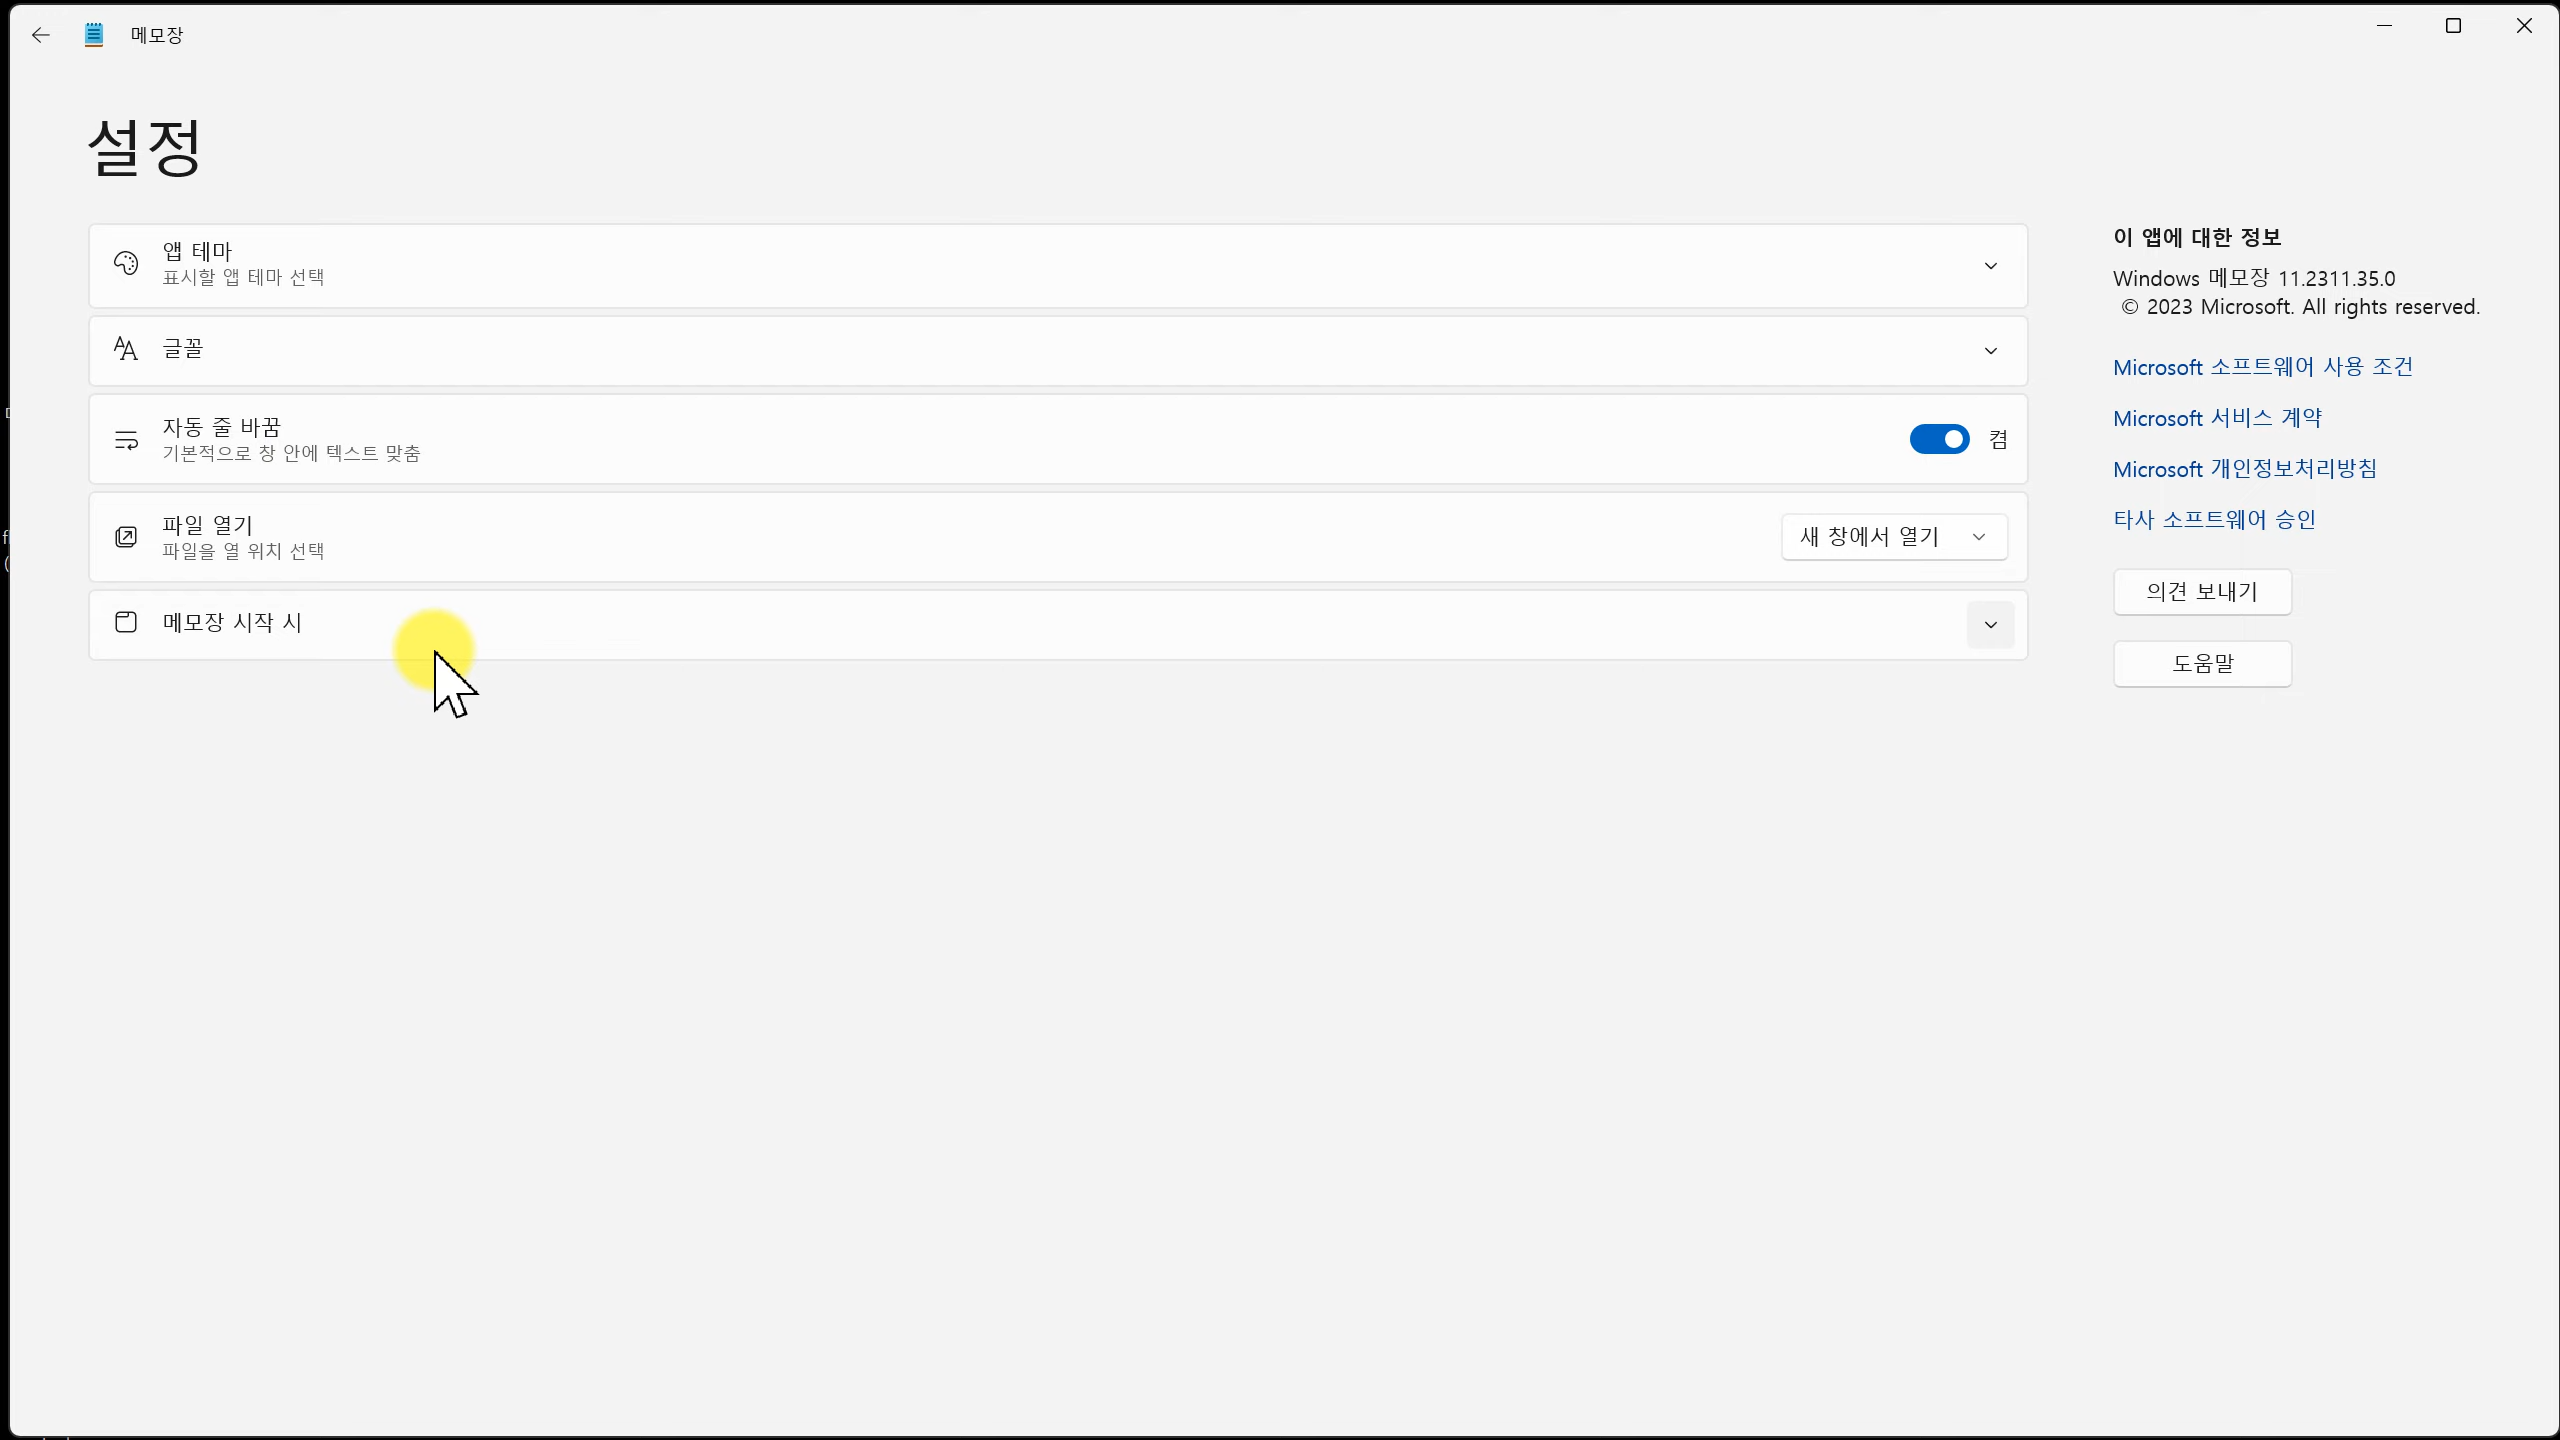 메모장
설정
앱 테마
표시할 앱 테마 선택
글꼴
자동 줄 바꿈
기본적으로 창 안에 텍스트 맞춤
켬
파일 열기
파일을 열 위치 선택
새 창에서 열기
메모장 시작 시
이 앱에 대한 정보
Windows 메모장 11.2311.35.0
© 2023 Microsoft. All rights reserved.
Microsoft 소프트웨어 사용 조건
Microsoft 서비스 계약
Microsoft 개인정보처리방침
타사 소프트웨어 승인
의견 보내기
도움말